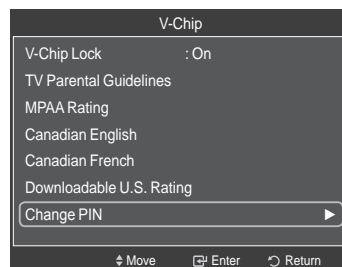 V-Chip
V-Chip Lock : On
TV Parental Guidelines
MPAA Rating
Canadian English
Canadian French
Downloadable U.S. Rating
Change PIN
Move Enter Return